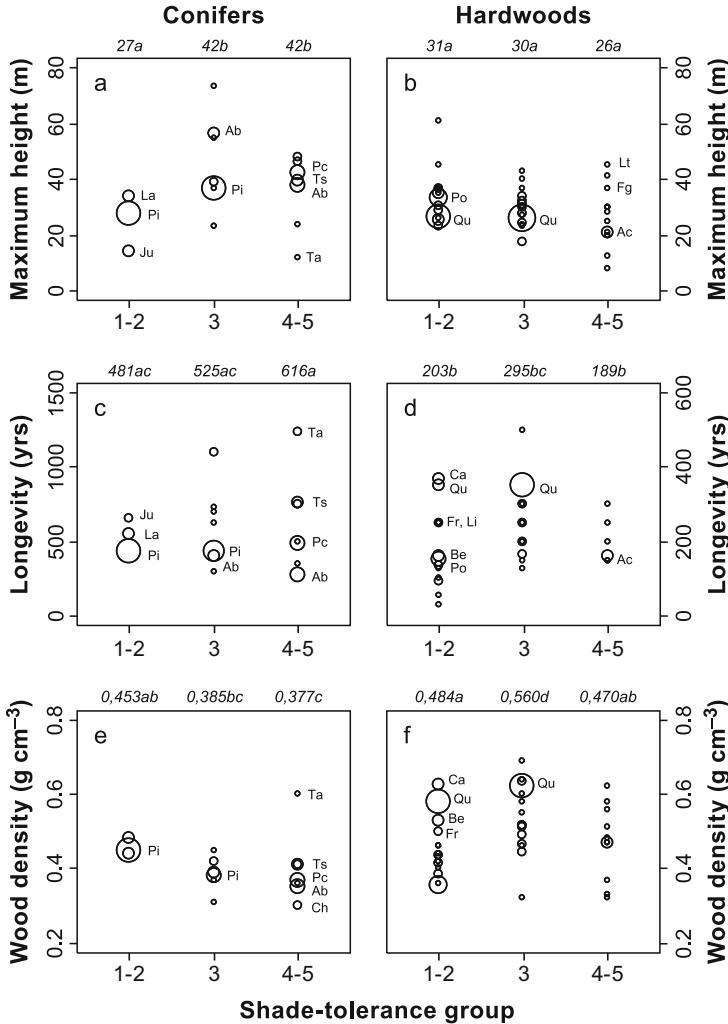 Conifers Hardwoods
27a 42b 42b 31a 30a 26a
Maximum height (m)
80
60
40
20
0
a
La
Pi
Ju
Ab
Pi
Pc
Ts
Ab
Ta
1-2 3 4-5
b
Po
Qu
Qu
Lt
Fg
Ac
1-2 3 4-5
80
60
40
20
0
Maximum height (m)
481ac 525ac 616a 203b 295bc 189b
Longevity (yrs)
1500
1000
500
0
c
Ju
La
Pi
Pi
Ab
Ta
Ts
Pc
Ab
1-2 3 4-5
d
Ca
Qu
Fr, Li
Be
Po
Qu
Ac
1-2 3 4-5
600
400
200
0
Longevity (yrs)
0,453ab 0,385bc 0,377c 0,484a 0,560d 0,470ab
Wood density (g cm−3)
0.8
0.6
0.4
0.2
e
Pi
Pi
Ta
Ts
Pc
Ab
Ch
1-2 3 4-5
f
Ca
Qu
Be
Fr
Qu
1-2 3 4-5
0.8
0.6
0.4
0.2
Wood density (g cm−3)
Shade-tolerance group